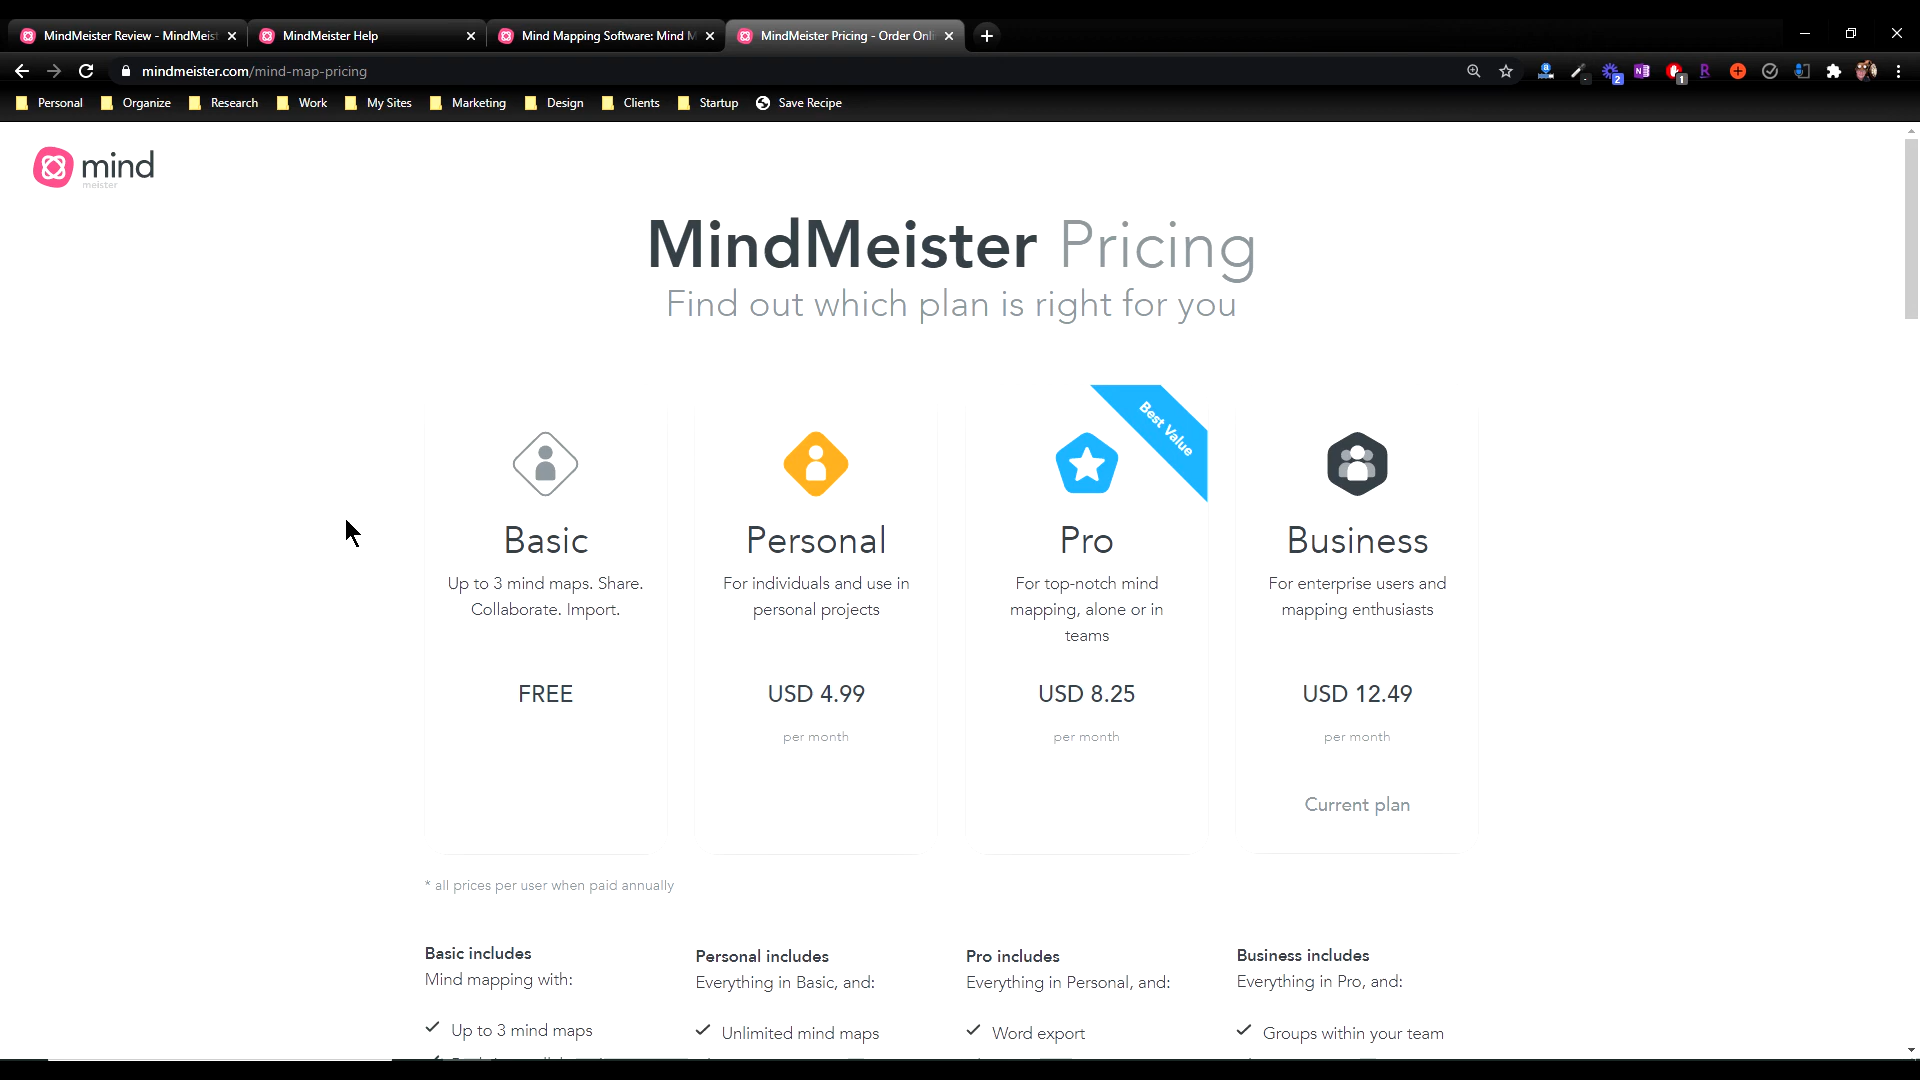 MindMeister Review - MindMeist
MindMeister Help
Mind Mapping Software: Mind M
MindMeister Pricing - Order Onli
mindmeister.com/mind-map-pricing
Personal
Organize
Research
Work
My Sites
Marketing
Design
Clients
Startup
Save Recipe
mind
meister
MindMeister Pricing
Find out which plan is right for you
Best Value
Basic
Up to 3 mind maps. Share.
Collaborate. Import.
FREE
Personal
For individuals and use in
personal projects
USD 4.99
per month
Pro
For top-notch mind
mapping, alone or in
teams
USD 8.25
per month
Business
For enterprise users and
mapping enthusiasts
USD 12.49
per month
Current plan
* all prices per user when paid annually
Basic includes
Mind mapping with:
Up to 3 mind maps
Personal includes
Everything in Basic, and:
Unlimited mind maps
Pro includes
Everything in Personal, and:
Word export
Business includes
Everything in Pro, and:
Groups within your team